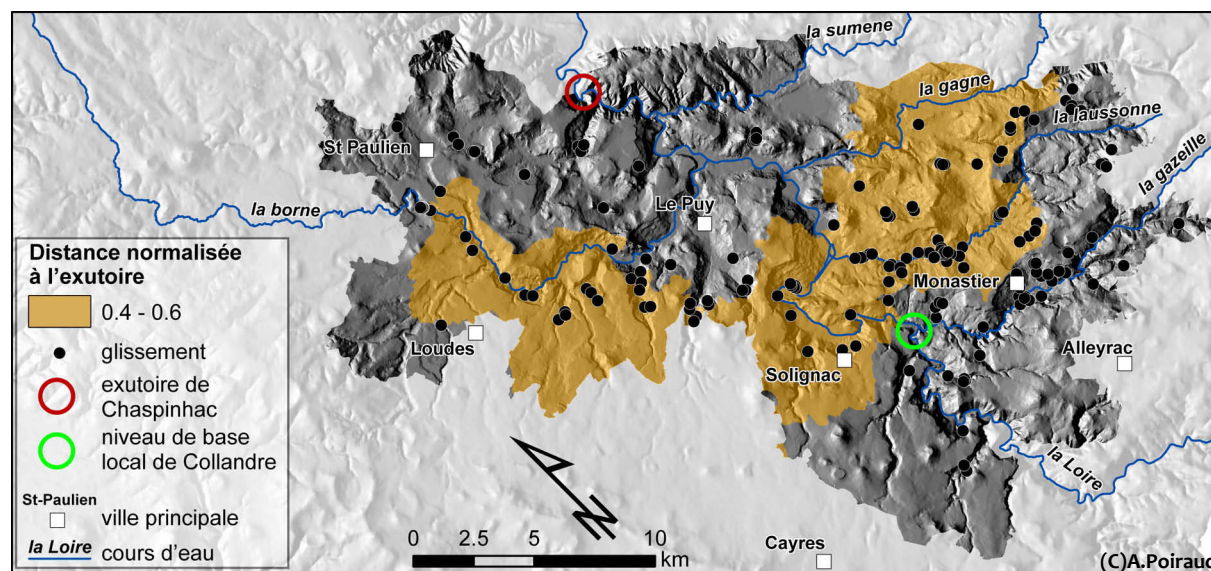 la sumene
la gagne
la laussonne
la gazeille
St Paulien
la borne
Le Puy
Monastier
Loudes
Solignac
Alleyrac
la Loire
Cayres
Distance normalisée
à l'exutoire
0.4 - 0.6
glissement
exutoire de
Chaspinhac
niveau de base
local de Collandre
St-Paulien
ville principale
la Loire
cours d'eau
N
0 2.5 5 10
km
(C)A.Poiraud